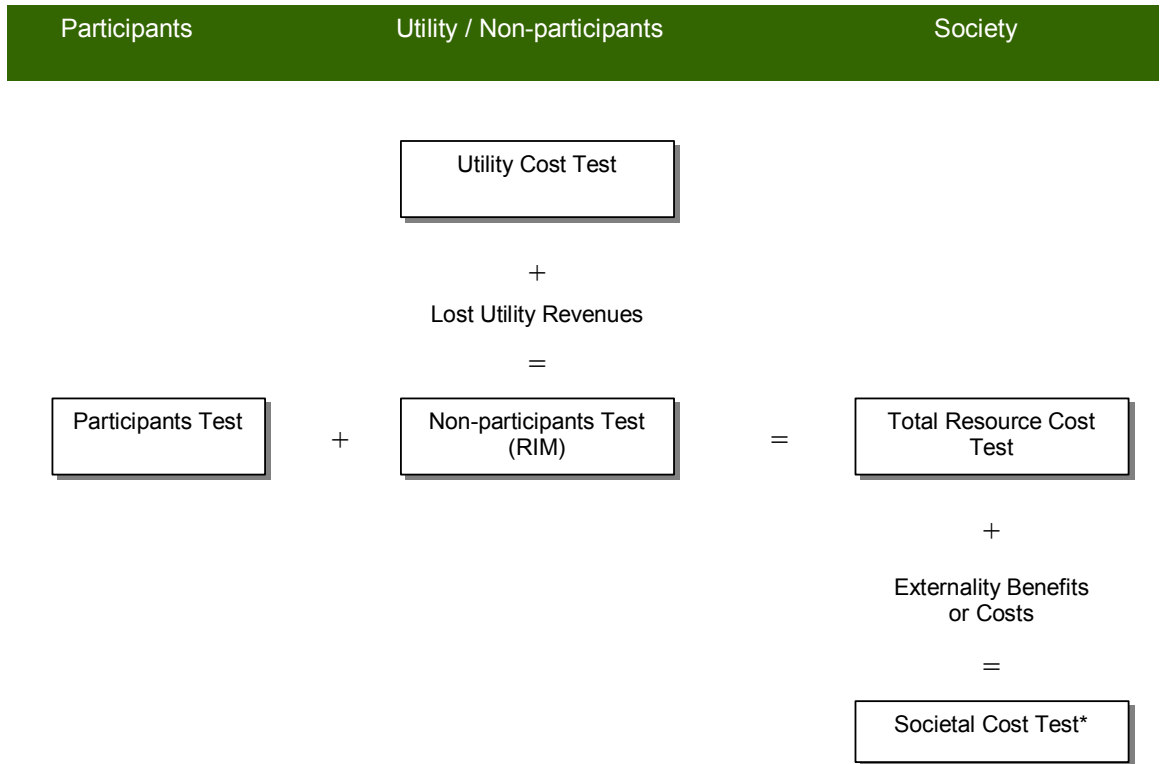 Participants
Utility / Non-participants
Society
Utility Cost Test
+
Lost Utility Revenues
=
Participants Test
+
Non-participants Test
(RIM)
=
Total Resource Cost
Test
+
Externality Benefits
or Costs
=
Societal Cost Test*